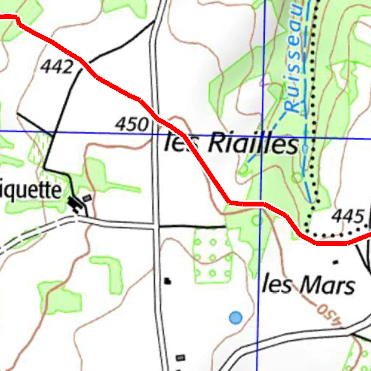 442
Ruisseau
450
les Riailles
iquette
445
les Mars
450